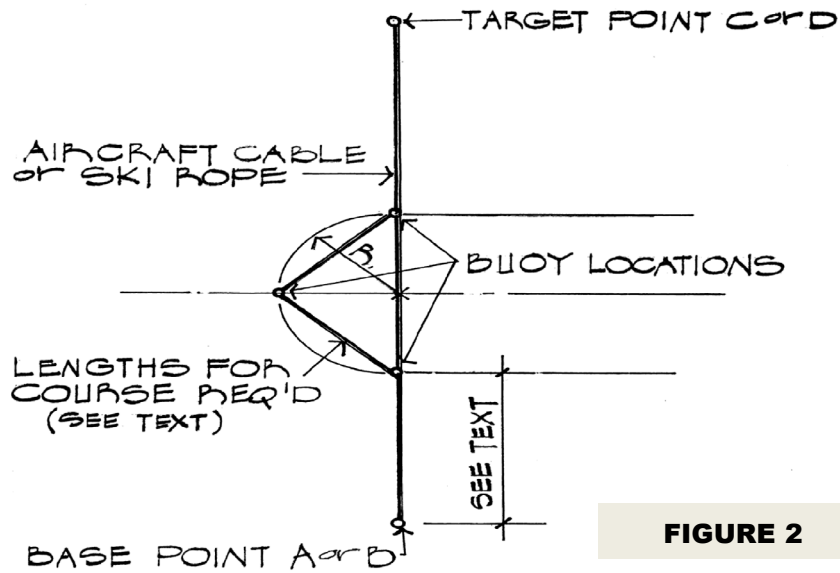 TARGET POINT C or D
AIRCRAFT CABLE
or SKI ROPE
R
BUOY LOCATIONS
LENGTHS FOR
COURSE REQ'D
(SEE TEXT)
SEE TEXT
BASE POINT A or B
FIGURE 2